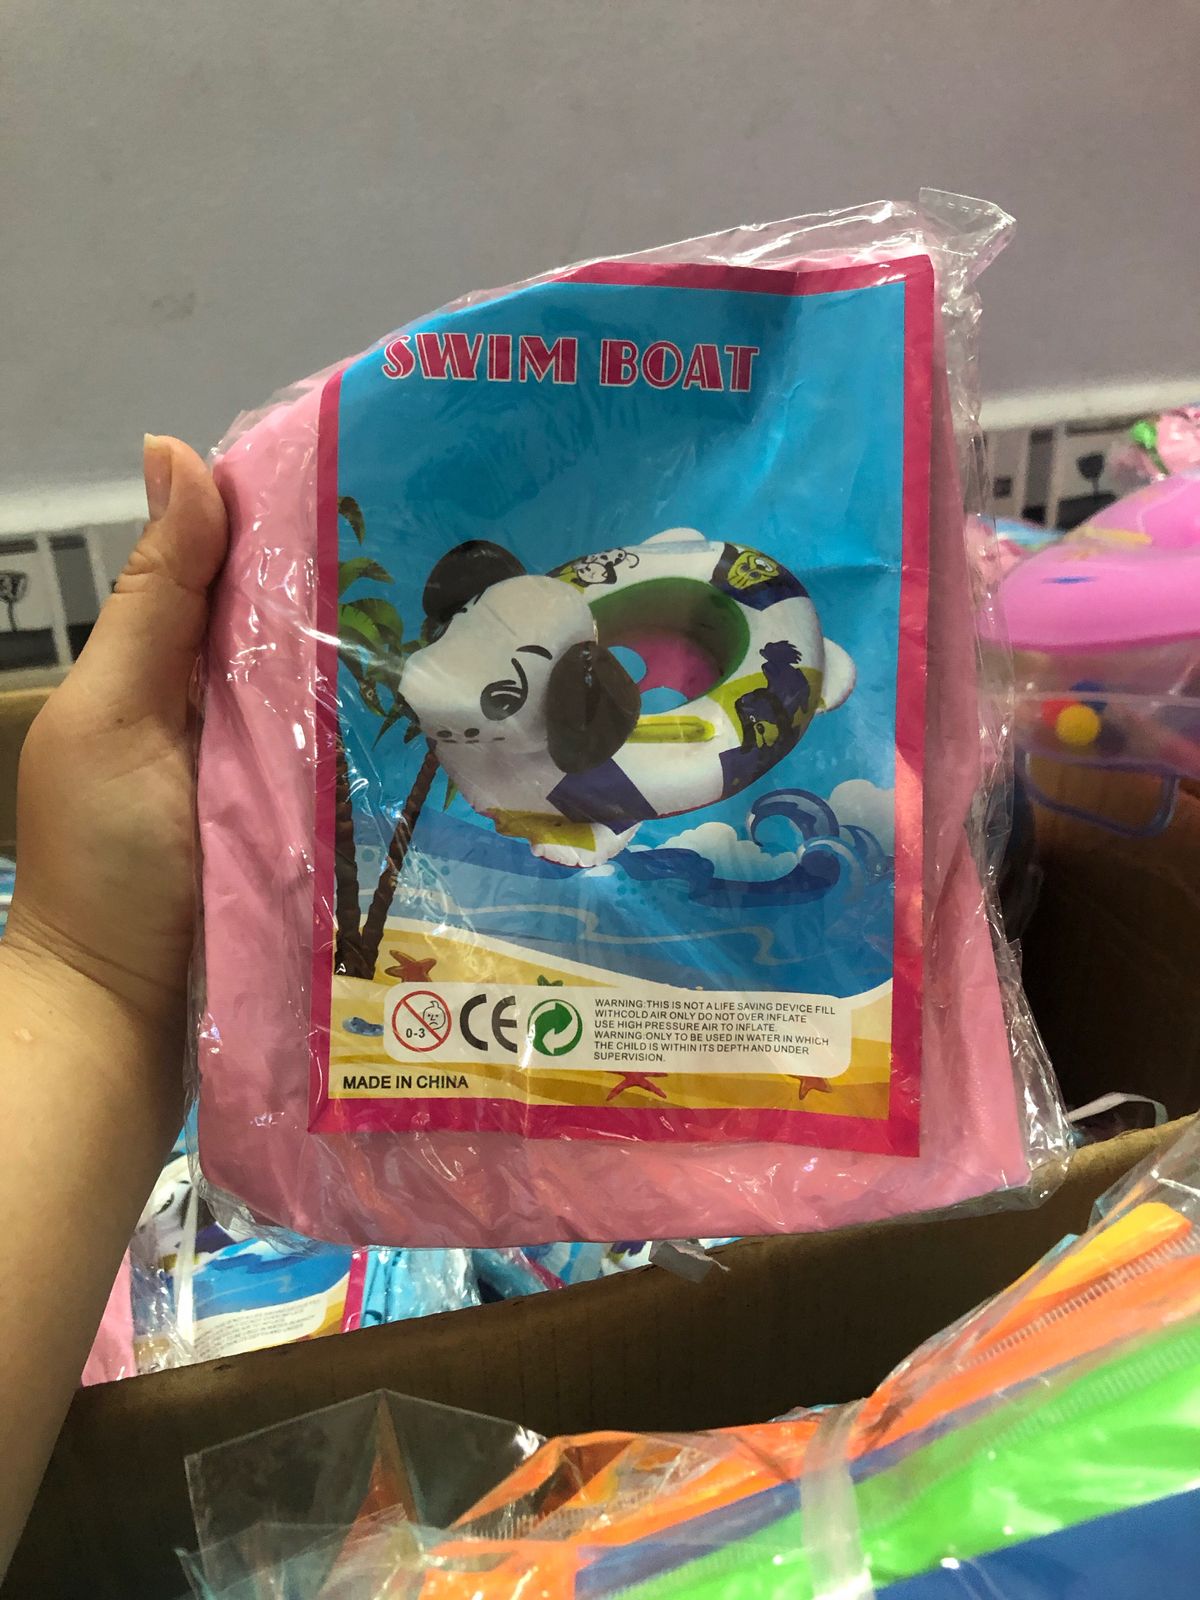 SWIM BOAT
0-3
CE
WARNING:THIS IS NOT A LIFE SAVING DEVICE FILL
WITHCOLD AIR ONLY DO NOT OVER INFLATE
USE HIGH PRESSURE AIR TO INFLATE.
WARNING:ONLY TO BE USED IN WATER IN WHICH
THE CHILD IS WITHIN ITS DEPTH AND UNDER
SUPERVISION.
MADE IN CHINA